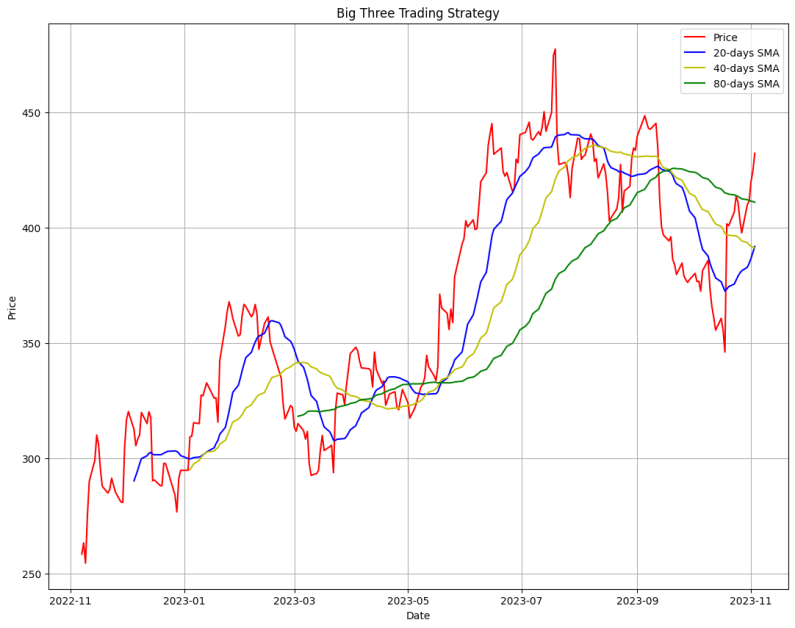 Big Three Trading Strategy
Price
20-days SMA
40-days SMA
80-days SMA
Price
450
400
350
300
250
2022-11
2023-01
2023-03
2023-05
2023-07
2023-09
2023-11
Date